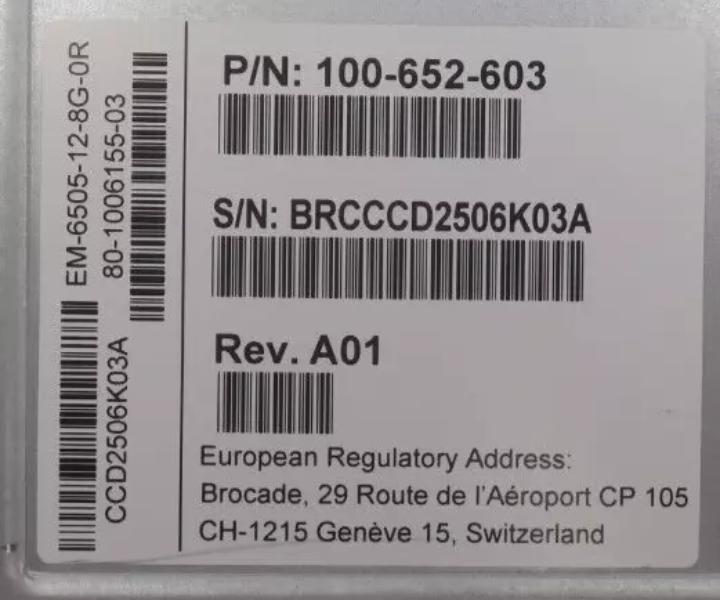 EM-6505-12-8G-0R
80-1006155-03
CCD2506K03A
P/N: 100-652-603
S/N: BRCCCD2506K03A
Rev. A01
European Regulatory Address:
Brocade, 29 Route de l'Aéroport CP 105
CH-1215 Genève 15, Switzerland